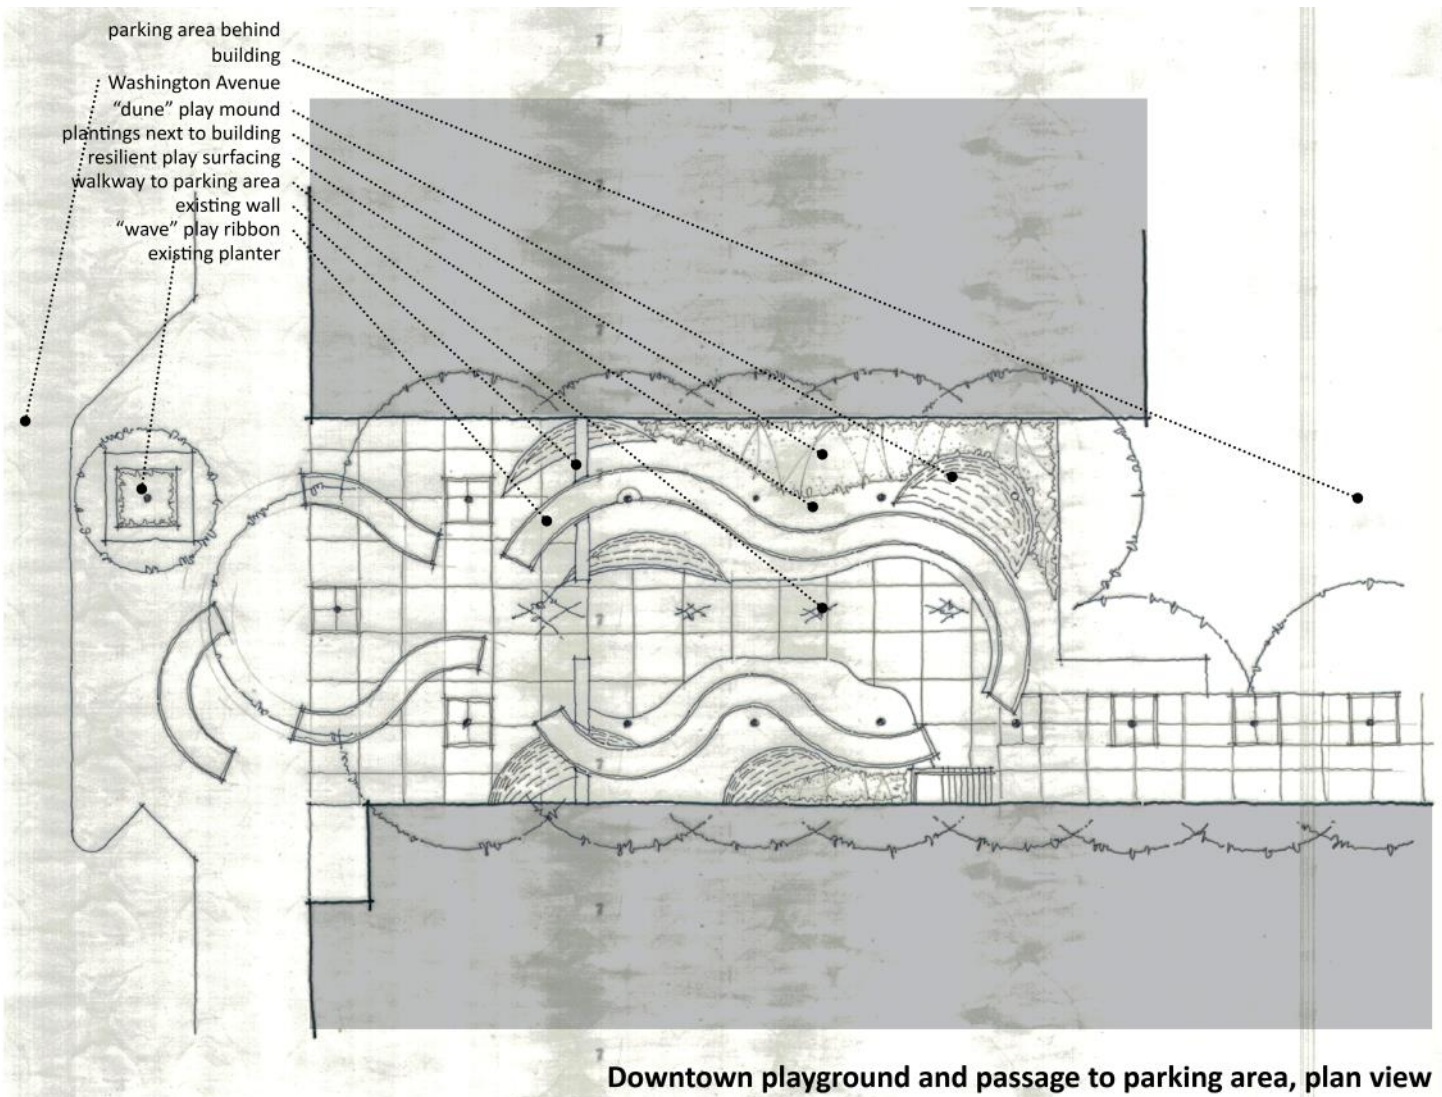 parking area behind
building
Washington Avenue
“dune” play mound
plantings next to building
resilient play surfacing
walkway to parking area
existing wall
“wave” play ribbon
existing planter
Downtown playground and passage to parking area, plan view